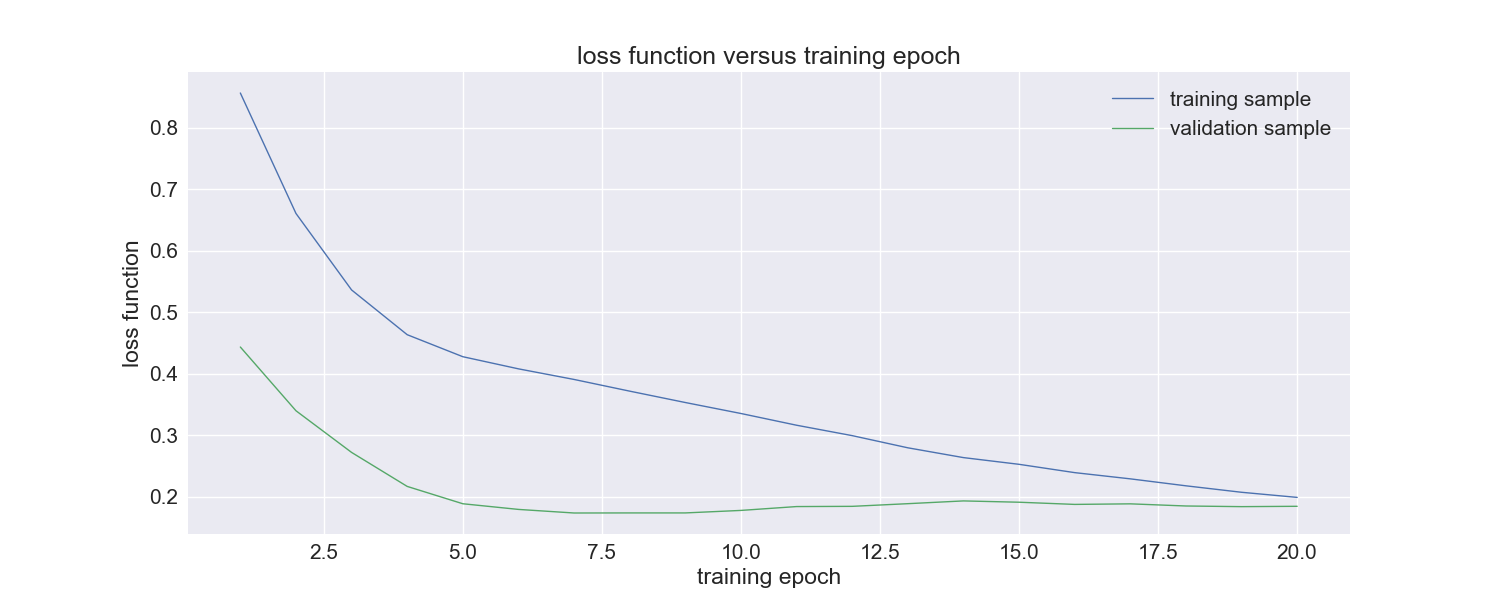 loss function versus training epoch
training sample
validation sample
0.8
0.7
0.6
0.5
0.4
0.3
0.2
loss function
2.5 5.0 7.5 10.0 12.5 15.0 17.5 20.0
training epoch